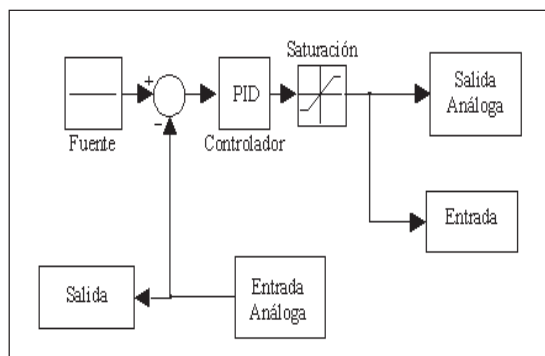 Saturación
+
-
PID
Fuente
Controlador
Salida
Análoga
Entrada
Salida
Entrada
Análoga